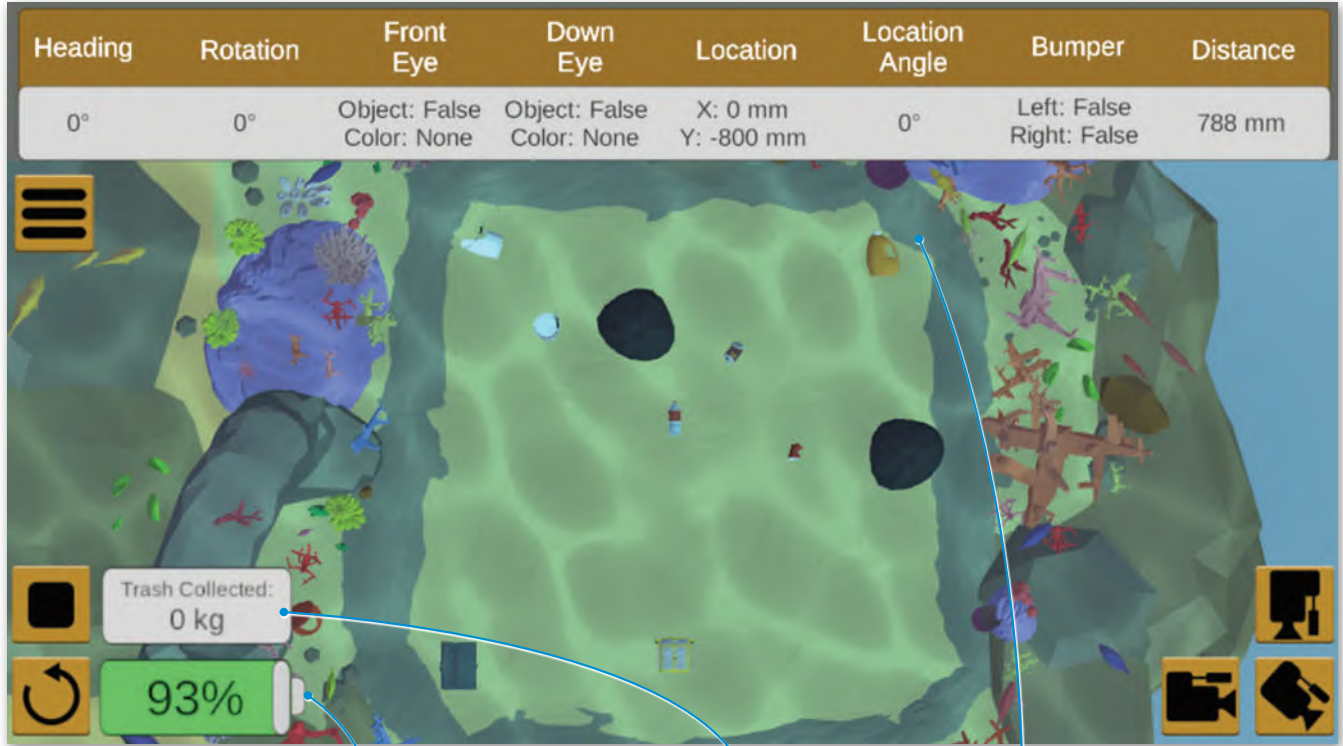 Heading Rotation Front Eye Down Eye Location Location Angle Bumper Distance
0° 0° Object: False Object: False X: 0 mm 0° Left: False 788 mm
Color: None Color: None Y: -800 mm Right: False
Trash Collected:
0 kg
93%